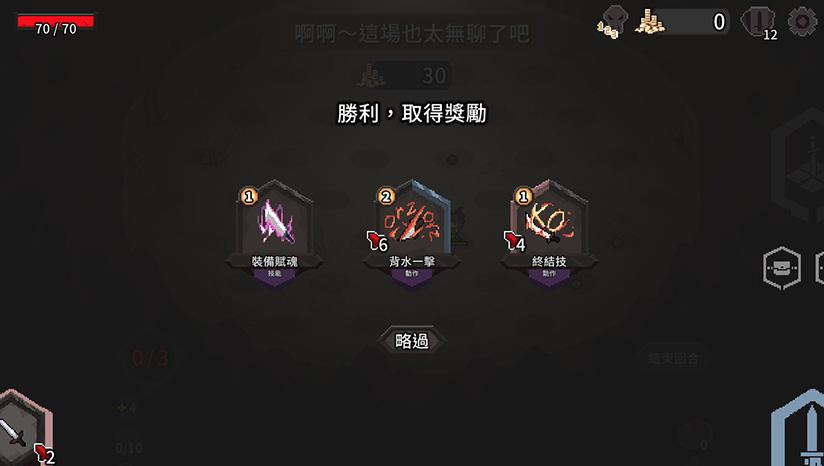 70 / 70
0
12
啊啊～這場也太無聊了吧
30
勝利，取得獎勵
1
2
1
6
4
裝備賦魂
背水一擊
終結技
技能
動作
動作
略過
0/3
結束回合
+4
0/10
0
2